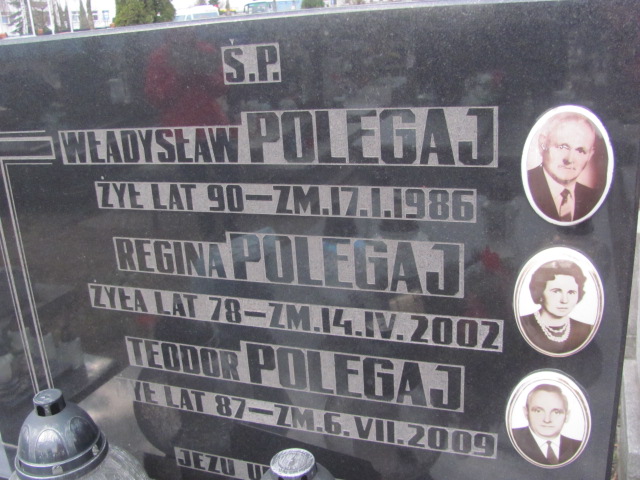 Ś.P.
WŁADYSŁAW POLEGAJ
ŻYŁ LAT 90-ZM.17.I.1986
REGINA POLEGAJ
ŻYŁA LAT 78-ZM.14.IV.2002
TEODOR POLEGAJ
ŻYŁ LAT 87-ZM.6.VII.2009
JEZU